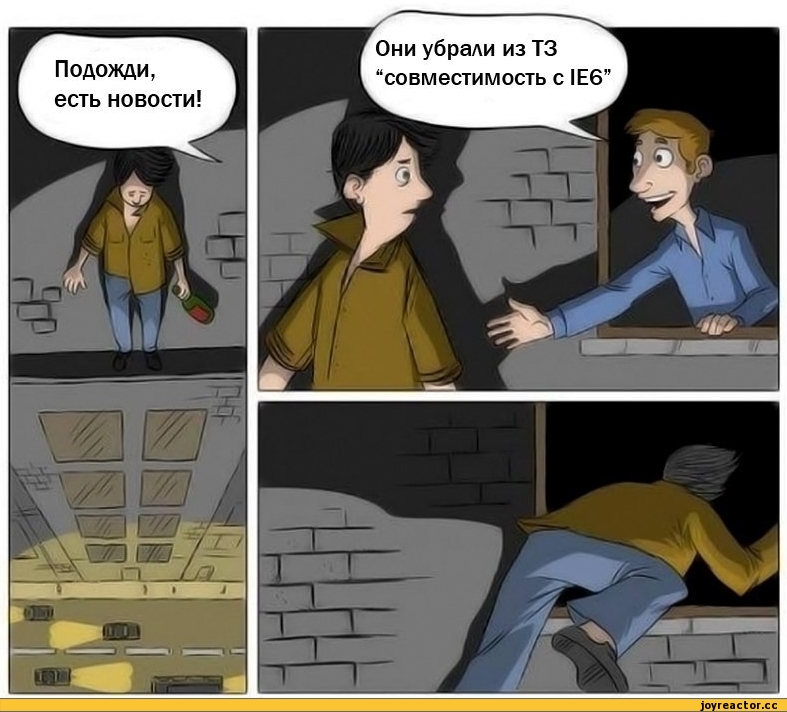 Подожди,
есть новости!
Они убрали из ТЗ
“совместимость с IE6”
joyreactor.cc